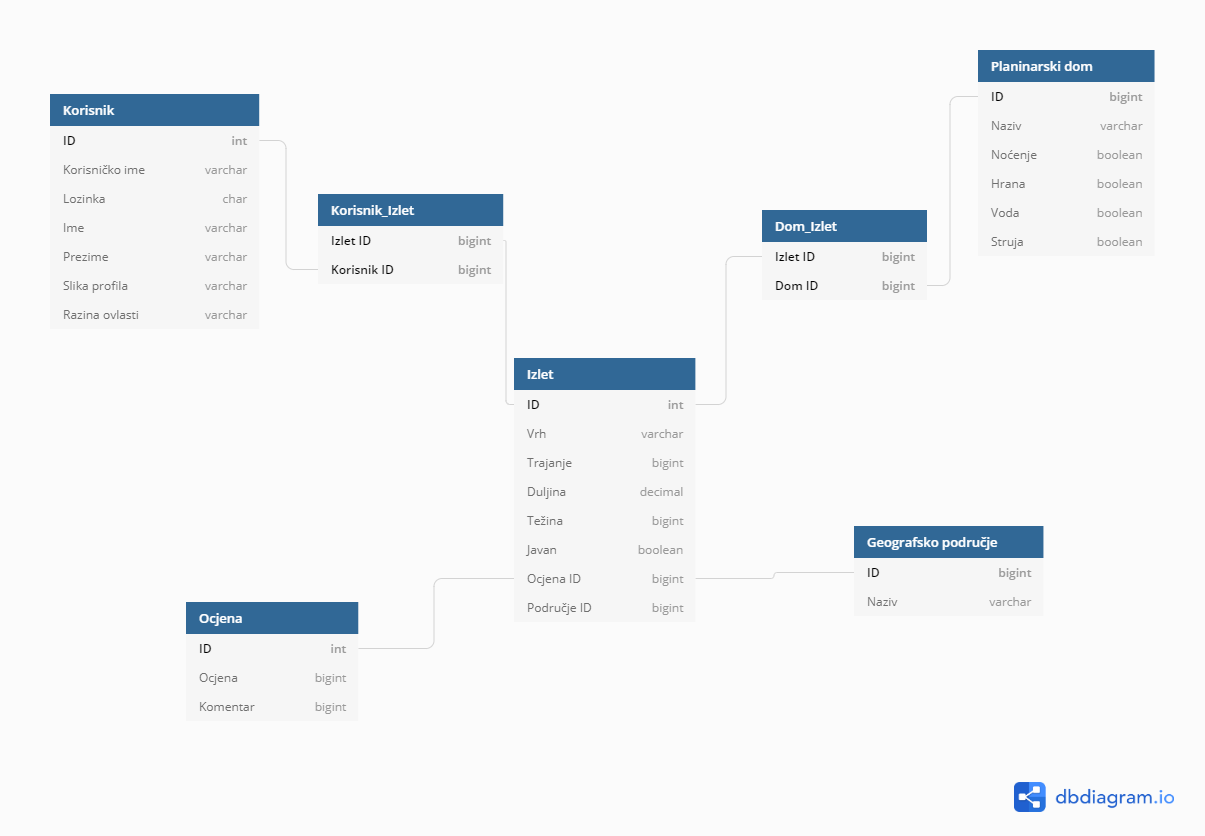 Korisnik
ID int
Korisničko ime varchar
Lozinka char
Ime varchar
Prezime varchar
Slika profila varchar
Razina ovlasti varchar
Korisnik_Izlet
Izlet ID bigint
Korisnik ID bigint
Izlet
ID int
Vrh varchar
Trajanje bigint
Duljina decimal
Težina bigint
Javan boolean
Ocjena ID bigint
Područje ID bigint
Dom_Izlet
Izlet ID bigint
Dom ID bigint
Planinarski dom
ID bigint
Naziv varchar
Noćenje boolean
Hrana boolean
Voda boolean
Struja boolean
Geografsko područje
ID bigint
Naziv varchar
Ocjena
ID int
Ocjena bigint
Komentar bigint
dbdiagram.io